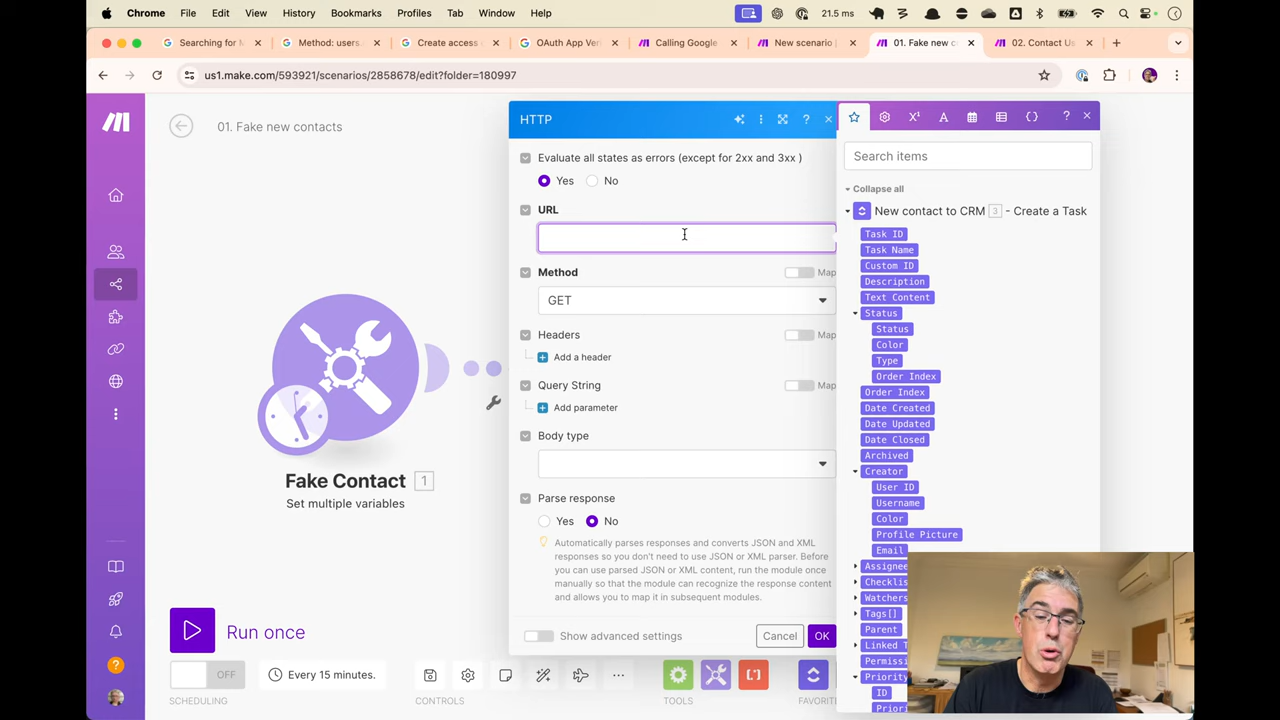 Chrome File Edit View History Bookmarks Profiles Tab Window Help 21.5 ms
Searching for M Method: users. Create access c OAuth App Ver Calling Google New scenario | 01. Fake new c 02. Contact Us
us1.make.com/593921/scenarios/2858678/edit?folder=180997
01. Fake new contacts
HTTP
Evaluate all states as errors (except for 2xx and 3xx )
Yes No
URL
Method Map
GET
Headers Map
Add a header
Query String Map
Add parameter
Body type
Parse response
Yes No
Automatically parses responses and converts JSON and XML
responses so you don't need to use JSON or XML parser. Before
you can use parsed JSON or XML content, run the module once
manually so that the module can recognize the response content
and allows you to map it in subsequent modules.
Show advanced settings Cancel OK
Search items
Collapse all
New contact to CRM 3 - Create a Task
Task ID
Task Name
Custom ID
Description
Text Content
Status
Status
Color
Type
Order Index
Order Index
Date Created
Date Updated
Date Closed
Archived
Creator
User ID
Username
Color
Profile Picture
Email
Assignee
Checklis
Watchers
Tags[]
Parent
Linked T
Permissi
Priority
ID
Priori
Fake Contact 1
Set multiple variables
Run once
OFF Every 15 minutes.
SCHEDULING CONTROLS TOOLS FAVORIT